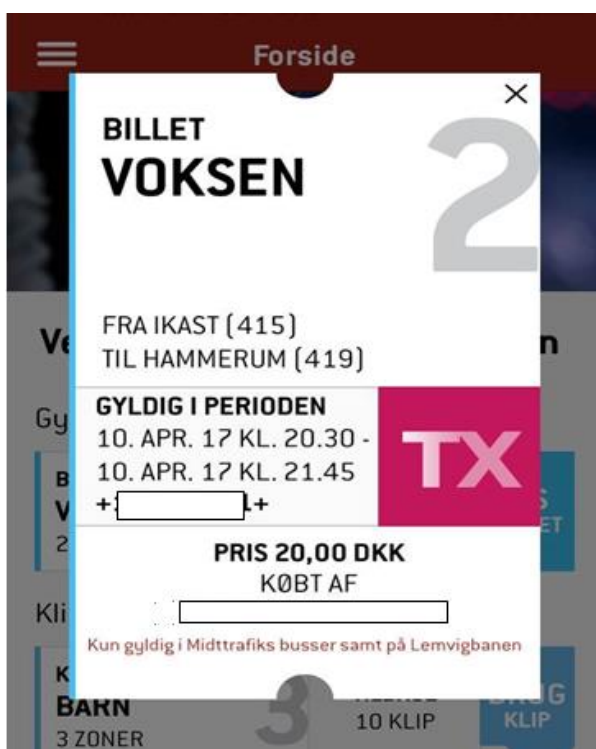 Forside
BILLET
VOKSEN
2
FRA IKAST (415)
TIL HAMMERUM (419)
GYLDIG I PERIODEN
10. APR. 17 KL. 20.30 -
10. APR. 17 KL. 21.45
TX
PRIS 20,00 DKK
KØBT AF
Kun gyldig i Midttrafiks busser samt på Lemvigbanen
BARN
3 ZONER
3
10 KLIP
KLIP